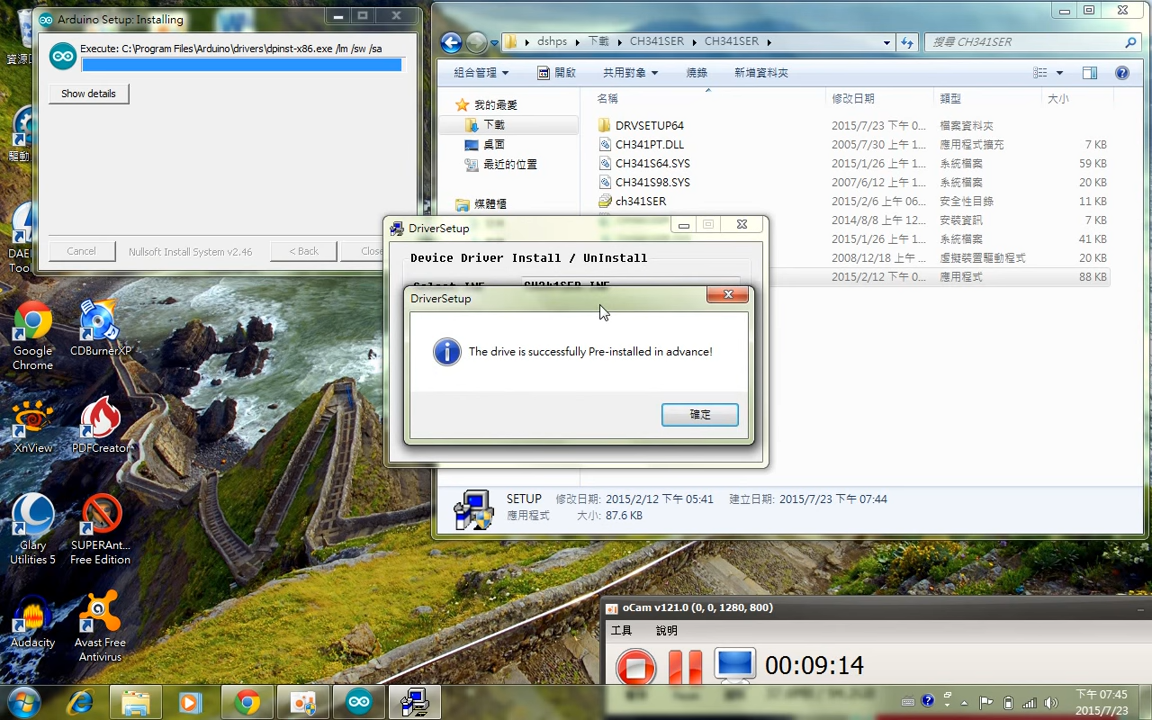 Arduino Setup: Installing
Execute: C:\Program Files\Arduino\drivers\dpinst-x86.exe /lm /sw /sa
Show details
Cancel
Nullsoft Install System v2.46
< Back
Close
dshps
下載
CH341SER
CH341SER
搜尋 CH341SER
組合管理
開啟
共用對象
燒錄
新增資料夾
我的最愛
下載
桌面
最近的位置
媒體櫃
名稱 修改日期 類型 大小
DRVSETUP64 2015/7/23 下午 0... 檔案資料夾
CH341PT.DLL 2005/7/30 上午 1... 應用程式擴充 7 KB
CH341S64.SYS 2015/1/26 上午 1... 系統檔案 59 KB
CH341S98.SYS 2007/6/12 上午 1... 系統檔案 20 KB
ch341SER 2015/2/6 上午 06... 安全性目錄 11 KB
2014/8/8 上午 12... 安裝資訊 7 KB
2015/1/26 上午 1... 系統檔案 41 KB
2008/12/18 上午 ... 虛擬裝置驅動程式 20 KB
2015/2/12 下午 0... 應用程式 88 KB
DriverSetup
Device Driver Install / UnInstall
CH341SER.INF
DriverSetup
The drive is successfully Pre-installed in advance!
確定
SETUP 修改日期: 2015/2/12 下午 05:41 建立日期: 2015/7/23 下午 07:44
應用程式 大小: 87.6 KB
Google
Chrome
CDBurnerXP
XnView
PDFCreator
Glary
Utilities 5
SUPERAnt...
Free Edition
Audacity
Avast Free
Antivirus
oCam v121.0 (0, 0, 1280, 800)
工具 說明
00:09:14
下午 07:45
2015/7/23